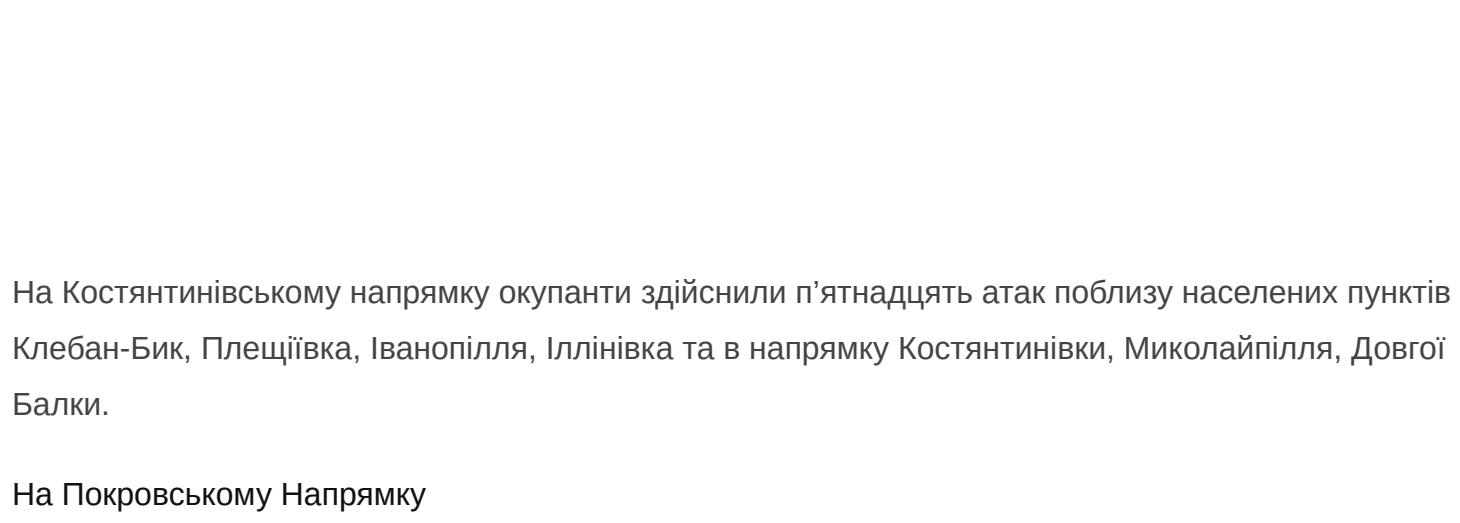 На Костянтинівському напрямку окупанти здійснили п’ятнадцять атак поблизу населених пунктів
Клебан-Бик, Плещіївка, Іванопілля, Іллінівка та в напрямку Костянтинівки, Миколайпілля, Довгої
Балки.
На Покровському Напрямку